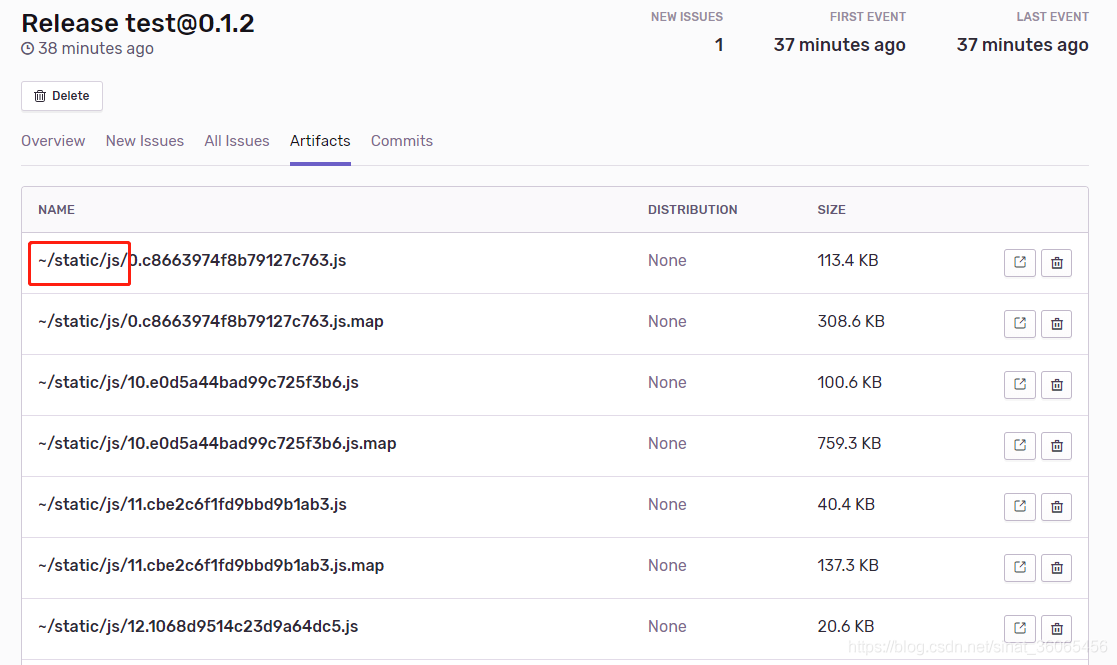 Release test@0.1.2
38 minutes ago
NEW ISSUES
1
FIRST EVENT
37 minutes ago
LAST EVENT
37 minutes ago
Delete
Overview New Issues All Issues Artifacts Commits
NAME DISTRIBUTION SIZE
~/static/js/0.c8663974f8b79127c763.js None 113.4 KB
~/static/js/0.c8663974f8b79127c763.js.map None 308.6 KB
~/static/js/10.e0d5a44bad99c725f3b6.js None 100.6 KB
~/static/js/10.e0d5a44bad99c725f3b6.js.map None 759.3 KB
~/static/js/11.cbe2c6f1fd9bbd9b1ab3.js None 40.4 KB
~/static/js/11.cbe2c6f1fd9bbd9b1ab3.js.map None 137.3 KB
~/static/js/12.1068d9514c23d9a64dc5.js None 20.6 KB
https://blog.csdn.net/sinat_36065456